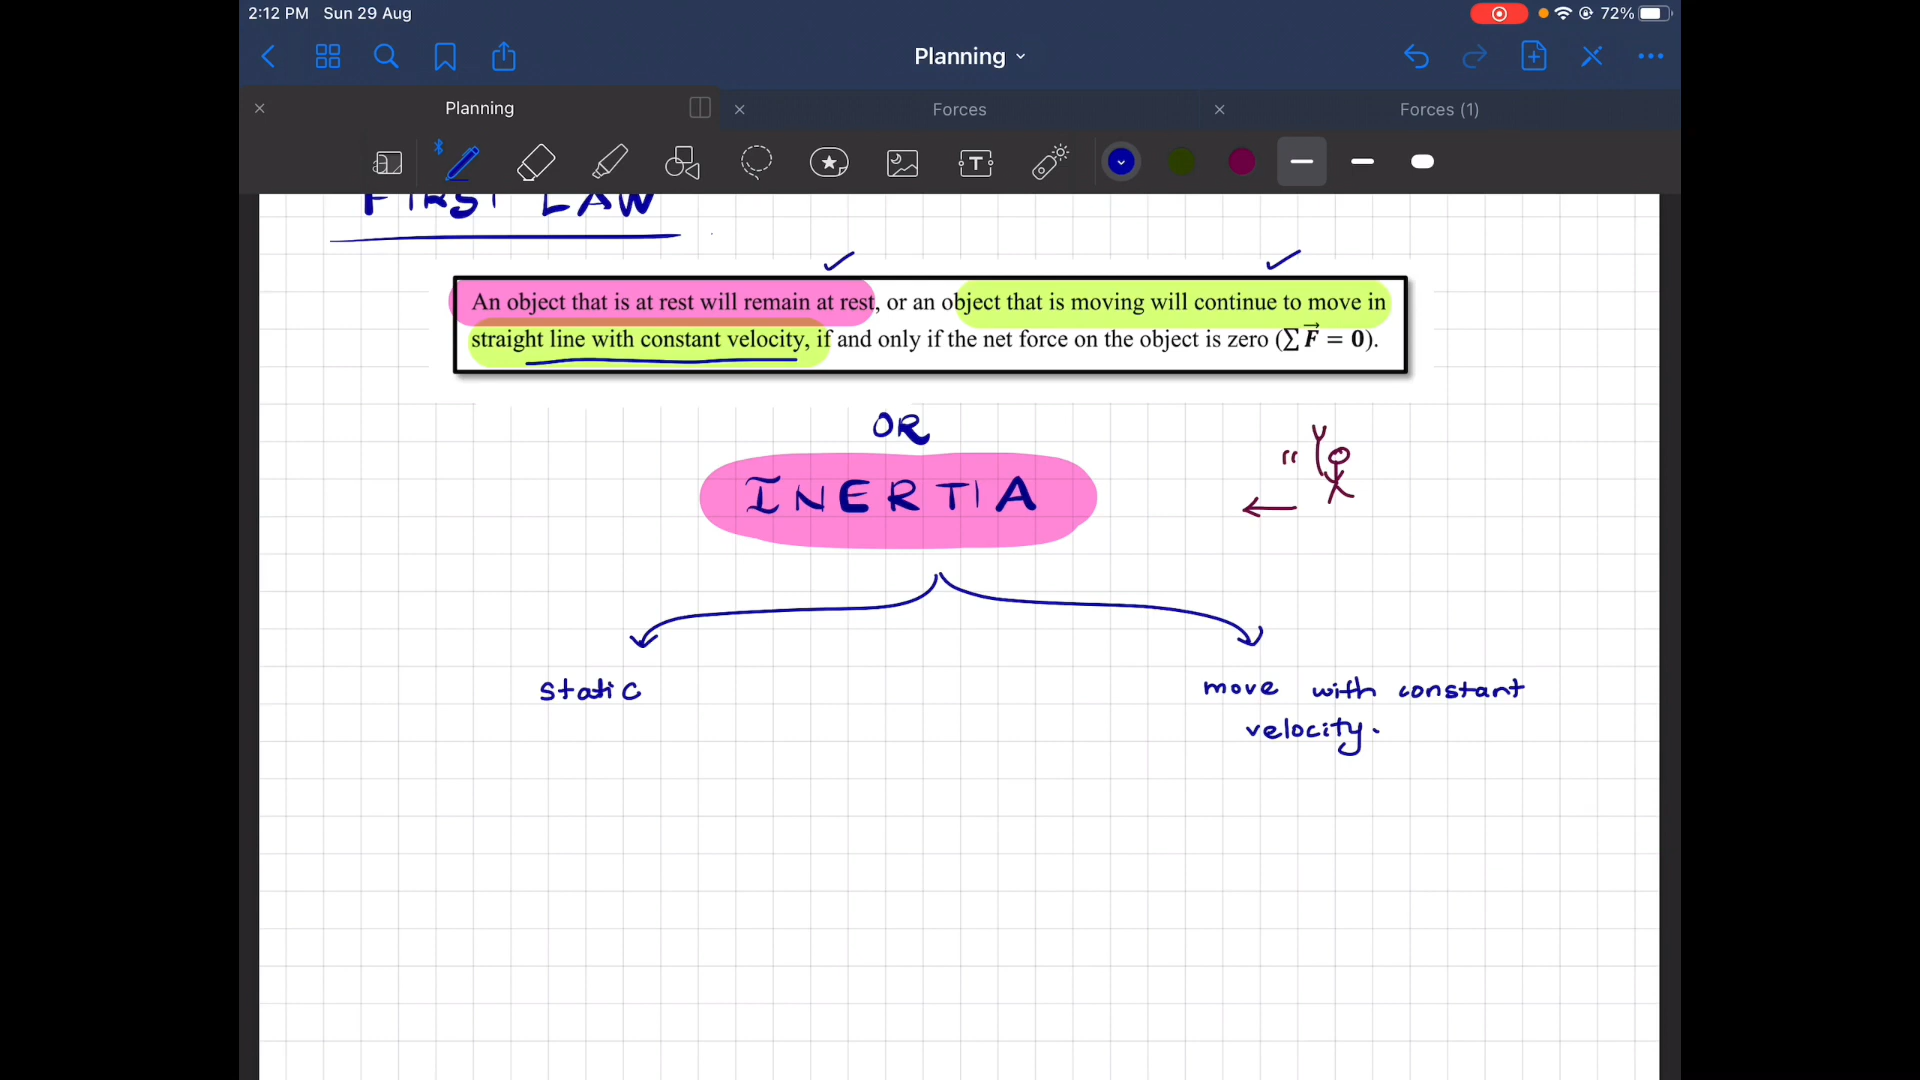 2:12 PM Sun 29 Aug
72%
Planning
Planning
Forces
Forces (1)
FIRST LAW
An object that is at rest will remain at rest, or an object that is moving will continue to move in
straight line with constant velocity, if and only if the net force on the object is zero (∑F⃗ = 0).
OR
INERTIA
static
move with constant
velocity.